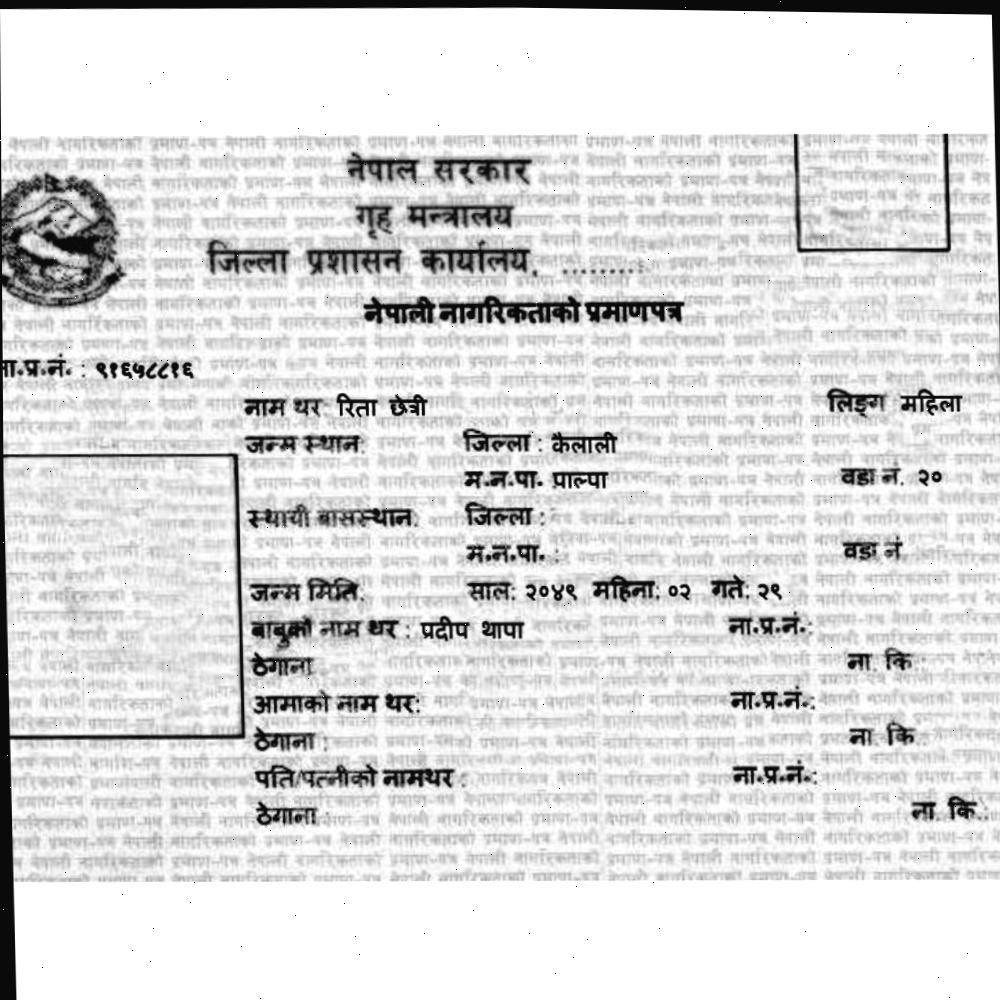 नेपाल सरकार
गृह मन्त्रालय
जिल्ला प्रशासन कार्यालय, .........
नेपाली नागरिकताको प्रमाणपत्र
ना.प्र.नं. : ९१६५८८१६
नाम थर रिता छेत्री लिङ्ग महिला
जन्म स्थान: जिल्ला : कैलाली
म.न.पा. प्राल्पा वडा नं. २०
स्थायी बासस्थान: जिल्ला :
म.न.पा. : वडा नं
जन्म मिति: साल: २०४९ महिना: ०२ गते: २९
बाबुको नाम थर : प्रदीप थापा ना.प्र.नं.:
ठेगाना ना. कि.:
आमाको नाम थर: ना.प्र.नं.:
ठेगाना : ना. कि.
पति/पत्नीको नामथर : ना.प्र.नं.:
ठेगाना : ना. कि.: